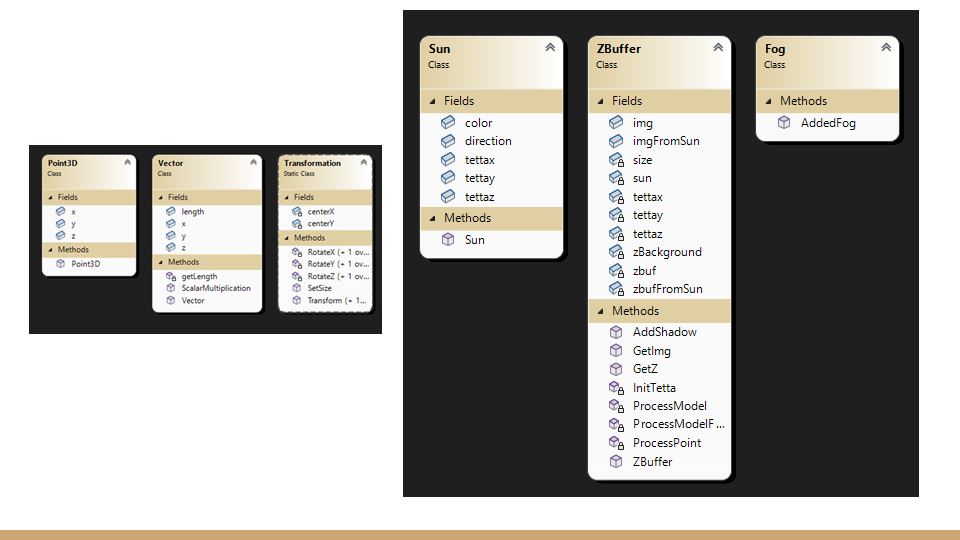 Point3D
Class
Fields
x
y
z
Methods
Point3D
Vector
Class
Fields
length
x
y
z
Methods
getLength
ScalarMultiplication
Vector
Transformation
Static Class
Fields
centerX
centerY
Methods
RotateX (+ 1 ov...
RotateY (+ 1 ov...
RotateZ (+ 1 ov...
SetSize
Transform (+ 1...
Sun
Class
Fields
color
direction
tettax
tettay
tettaz
Methods
Sun
ZBuffer
Class
Fields
img
imgFromSun
size
sun
tettax
tettay
tettaz
zBackground
zbuf
zbufFromSun
Methods
AddShadow
GetImg
GetZ
InitTetta
ProcessModel
ProcessModelF...
ProcessPoint
ZBuffer
Fog
Class
Methods
AddedFog